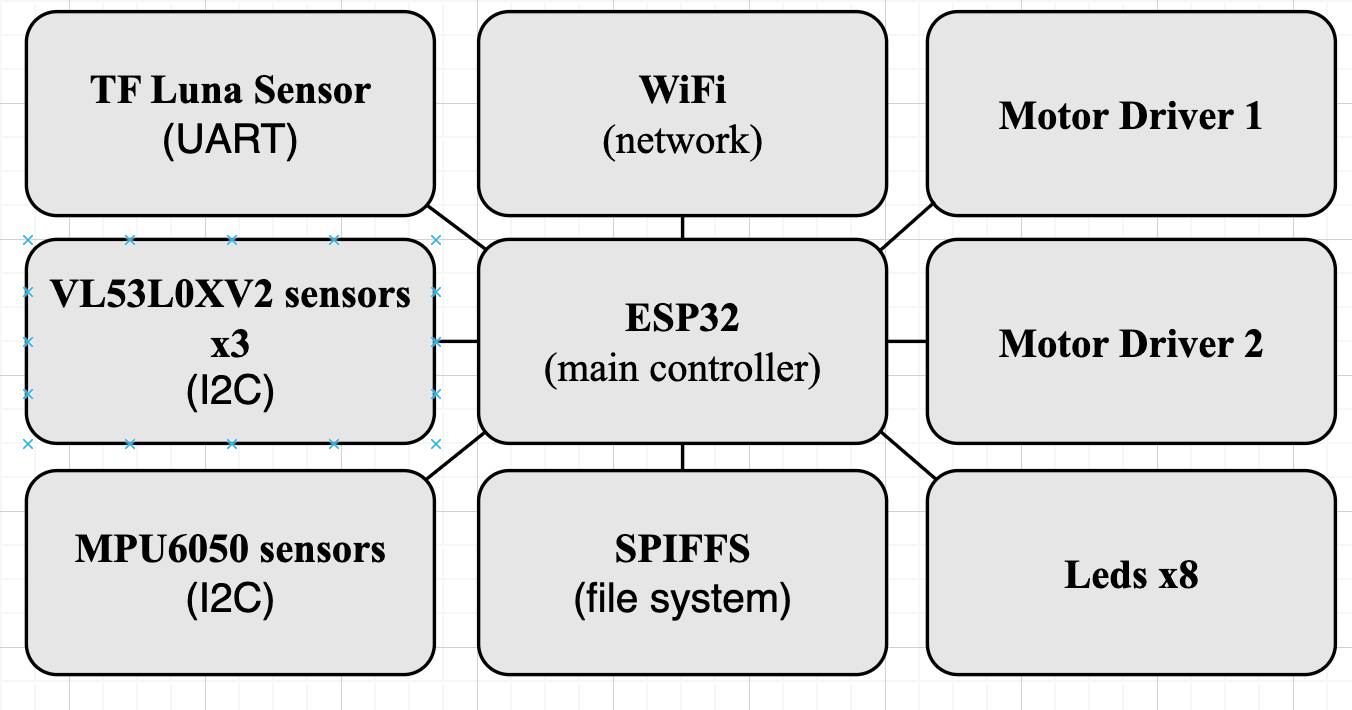 TF Luna Sensor
(UART)
WiFi
(network)
Motor Driver 1
VL53L0XV2 sensors
x3
(I2C)
ESP32
(main controller)
Motor Driver 2
MPU6050 sensors
(I2C)
SPIFFS
(file system)
Leds x8